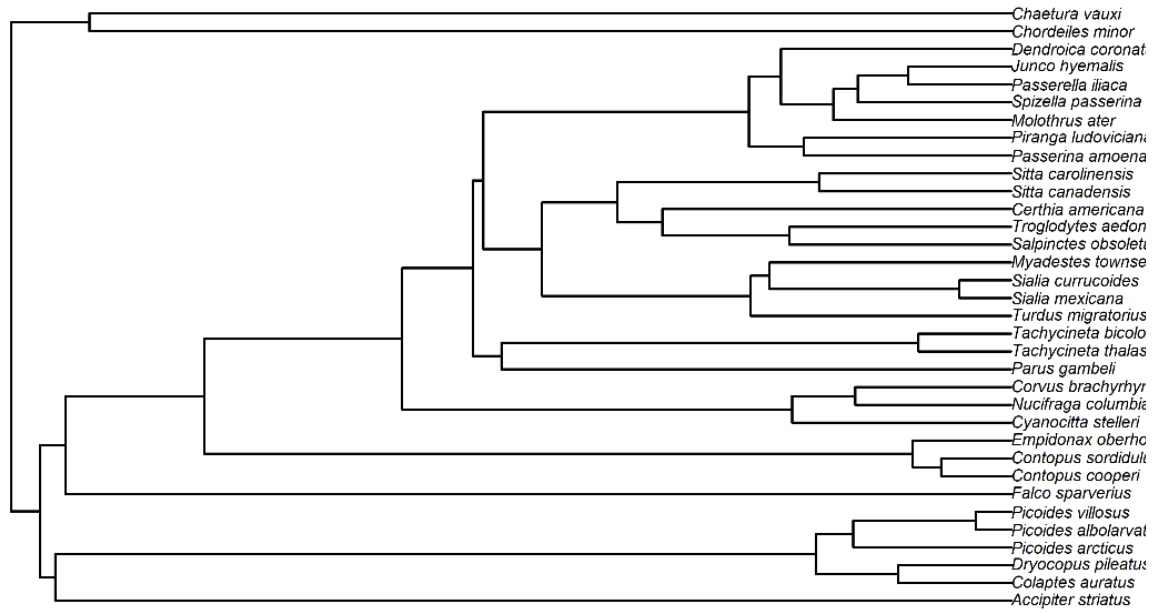 Chaetura vauxi
Chordeiles minor
Dendroica coronat
Junco hyemalis
Passerella iliaca
Spizella passerina
Molothrus ater
Piranga ludoviciana
Passerina amoena
Sitta carolinensis
Sitta canadensis
Certhia americana
Troglodytes aedon
Salpinctes obsoletu
Myadestes townse
Sialia currucoides
Sialia mexicana
Turdus migratorius
Tachycineta bicolo
Tachycineta thalas
Parus gambeli
Corvus brachyrhyn
Nucifraga columbia
Cyanocitta stelleri
Empidonax oberho
Contopus sordidulu
Contopus cooperi
Falco sparverius
Picoides villosus
Picoides albolarvat
Picoides arcticus
Dryocopus pileatus
Colaptes auratus
Accipiter striatus